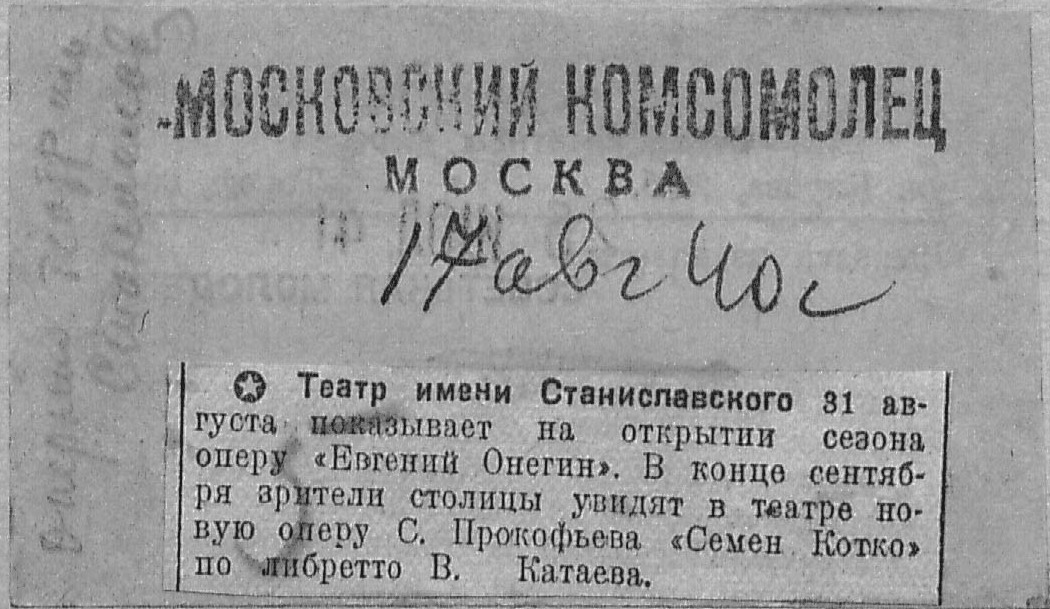 МОСКОВСКИЙ КОМСОМОЛЕЦ
МОСКВА
17 авг 40 г
Театр имени Станиславского 31 ав-
густа показывает на открытии сезона
оперу «Евгений Онегин». В конце сентяб-
ря зрители столицы увидят в театре но-
вую оперу С. Прокофьева «Семен Котко»
по либретто В. Катаева.